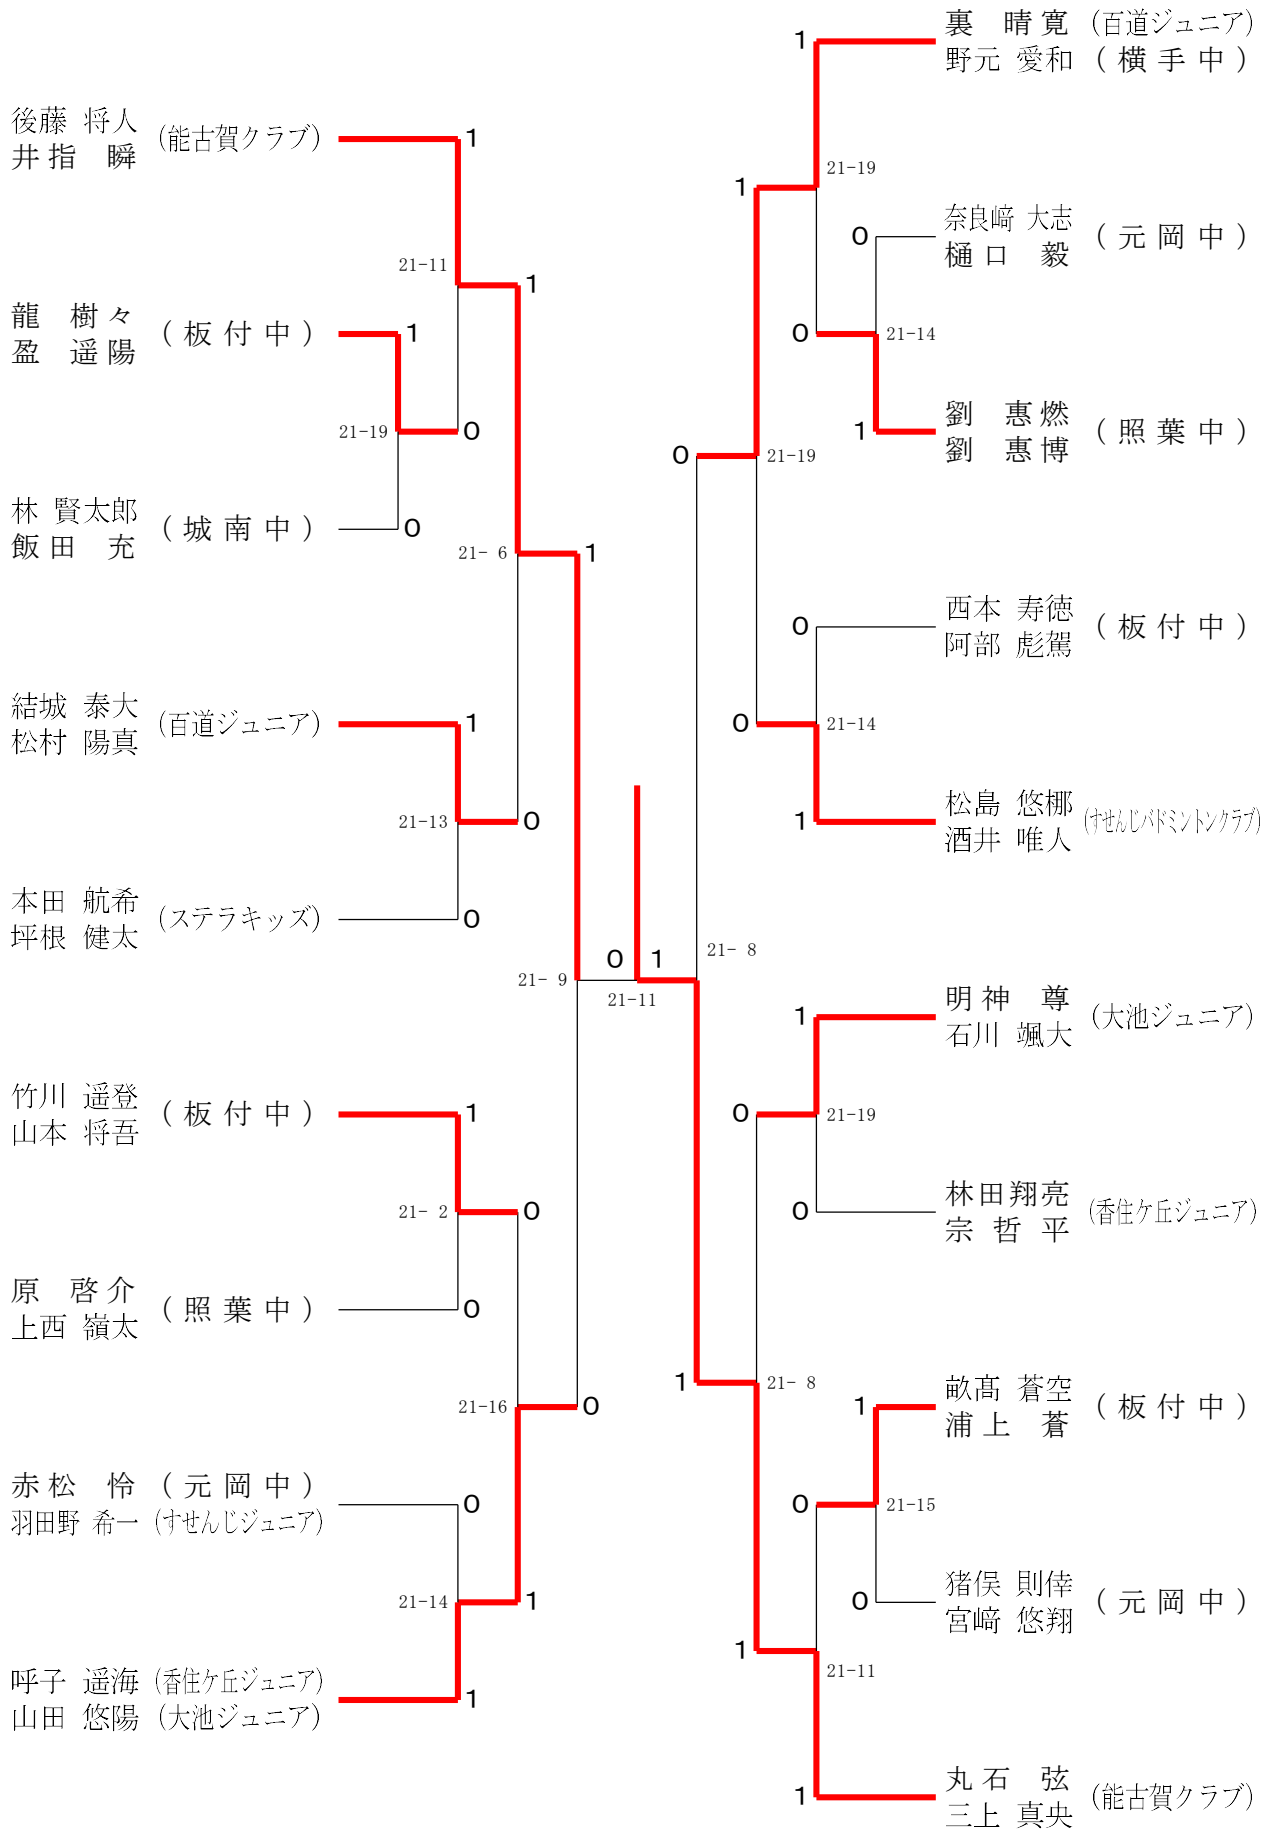 後藤 将人
井指 瞬
(能古賀クラブ)
1
21-11
1
龍 樹々
盈 遥陽
(板付中)
1
21-19
0
林 賢太郎
飯田 充
(城南中)
0
21- 6
1
結城 泰大
松村 陽真
(百道ジュニア)
1
21-13
0
本田 航希
坪根 健太
(ステラキッズ)
0
21- 9
竹川 遥登
山本 将吾
(板付中)
1
21- 2
0
原 啓介
上西 嶺太
(照葉中)
0
21-16
0
赤松 怜 (元岡中)
羽田野 希一 (すせんじジュニア)
0
21-14
1
呼子 遥海 (香住ケ丘ジュニア)
山田 悠陽 (大池ジュニア)
1
0 1
21-11
1
裏 晴寛 (百道ジュニア)
野元 愛和 (横手中)
1
21-19
0
奈良﨑 大志
樋口 毅
(元岡中)
0
21-14
1
劉 惠燃
劉 惠博
(照葉中)
0
21-19
0
西本 寿徳
阿部 彪駕
(板付中)
0
21-14
1
松島 悠梛
酒井 唯人
(すせんじバドミントンクラブ)
21- 8
1
明神 尊
石川 颯大
(大池ジュニア)
0
21-19
0
林田翔亮
宗哲平
(香住ケ丘ジュニア)
1
21- 8
1
畝髙 蒼空
浦上 蒼
(板付中)
0
21-15
0
猪俣 則倖
宮﨑 悠翔
(元岡中)
1
21-11
1
丸石 弦
三上 真央
(能古賀クラブ)